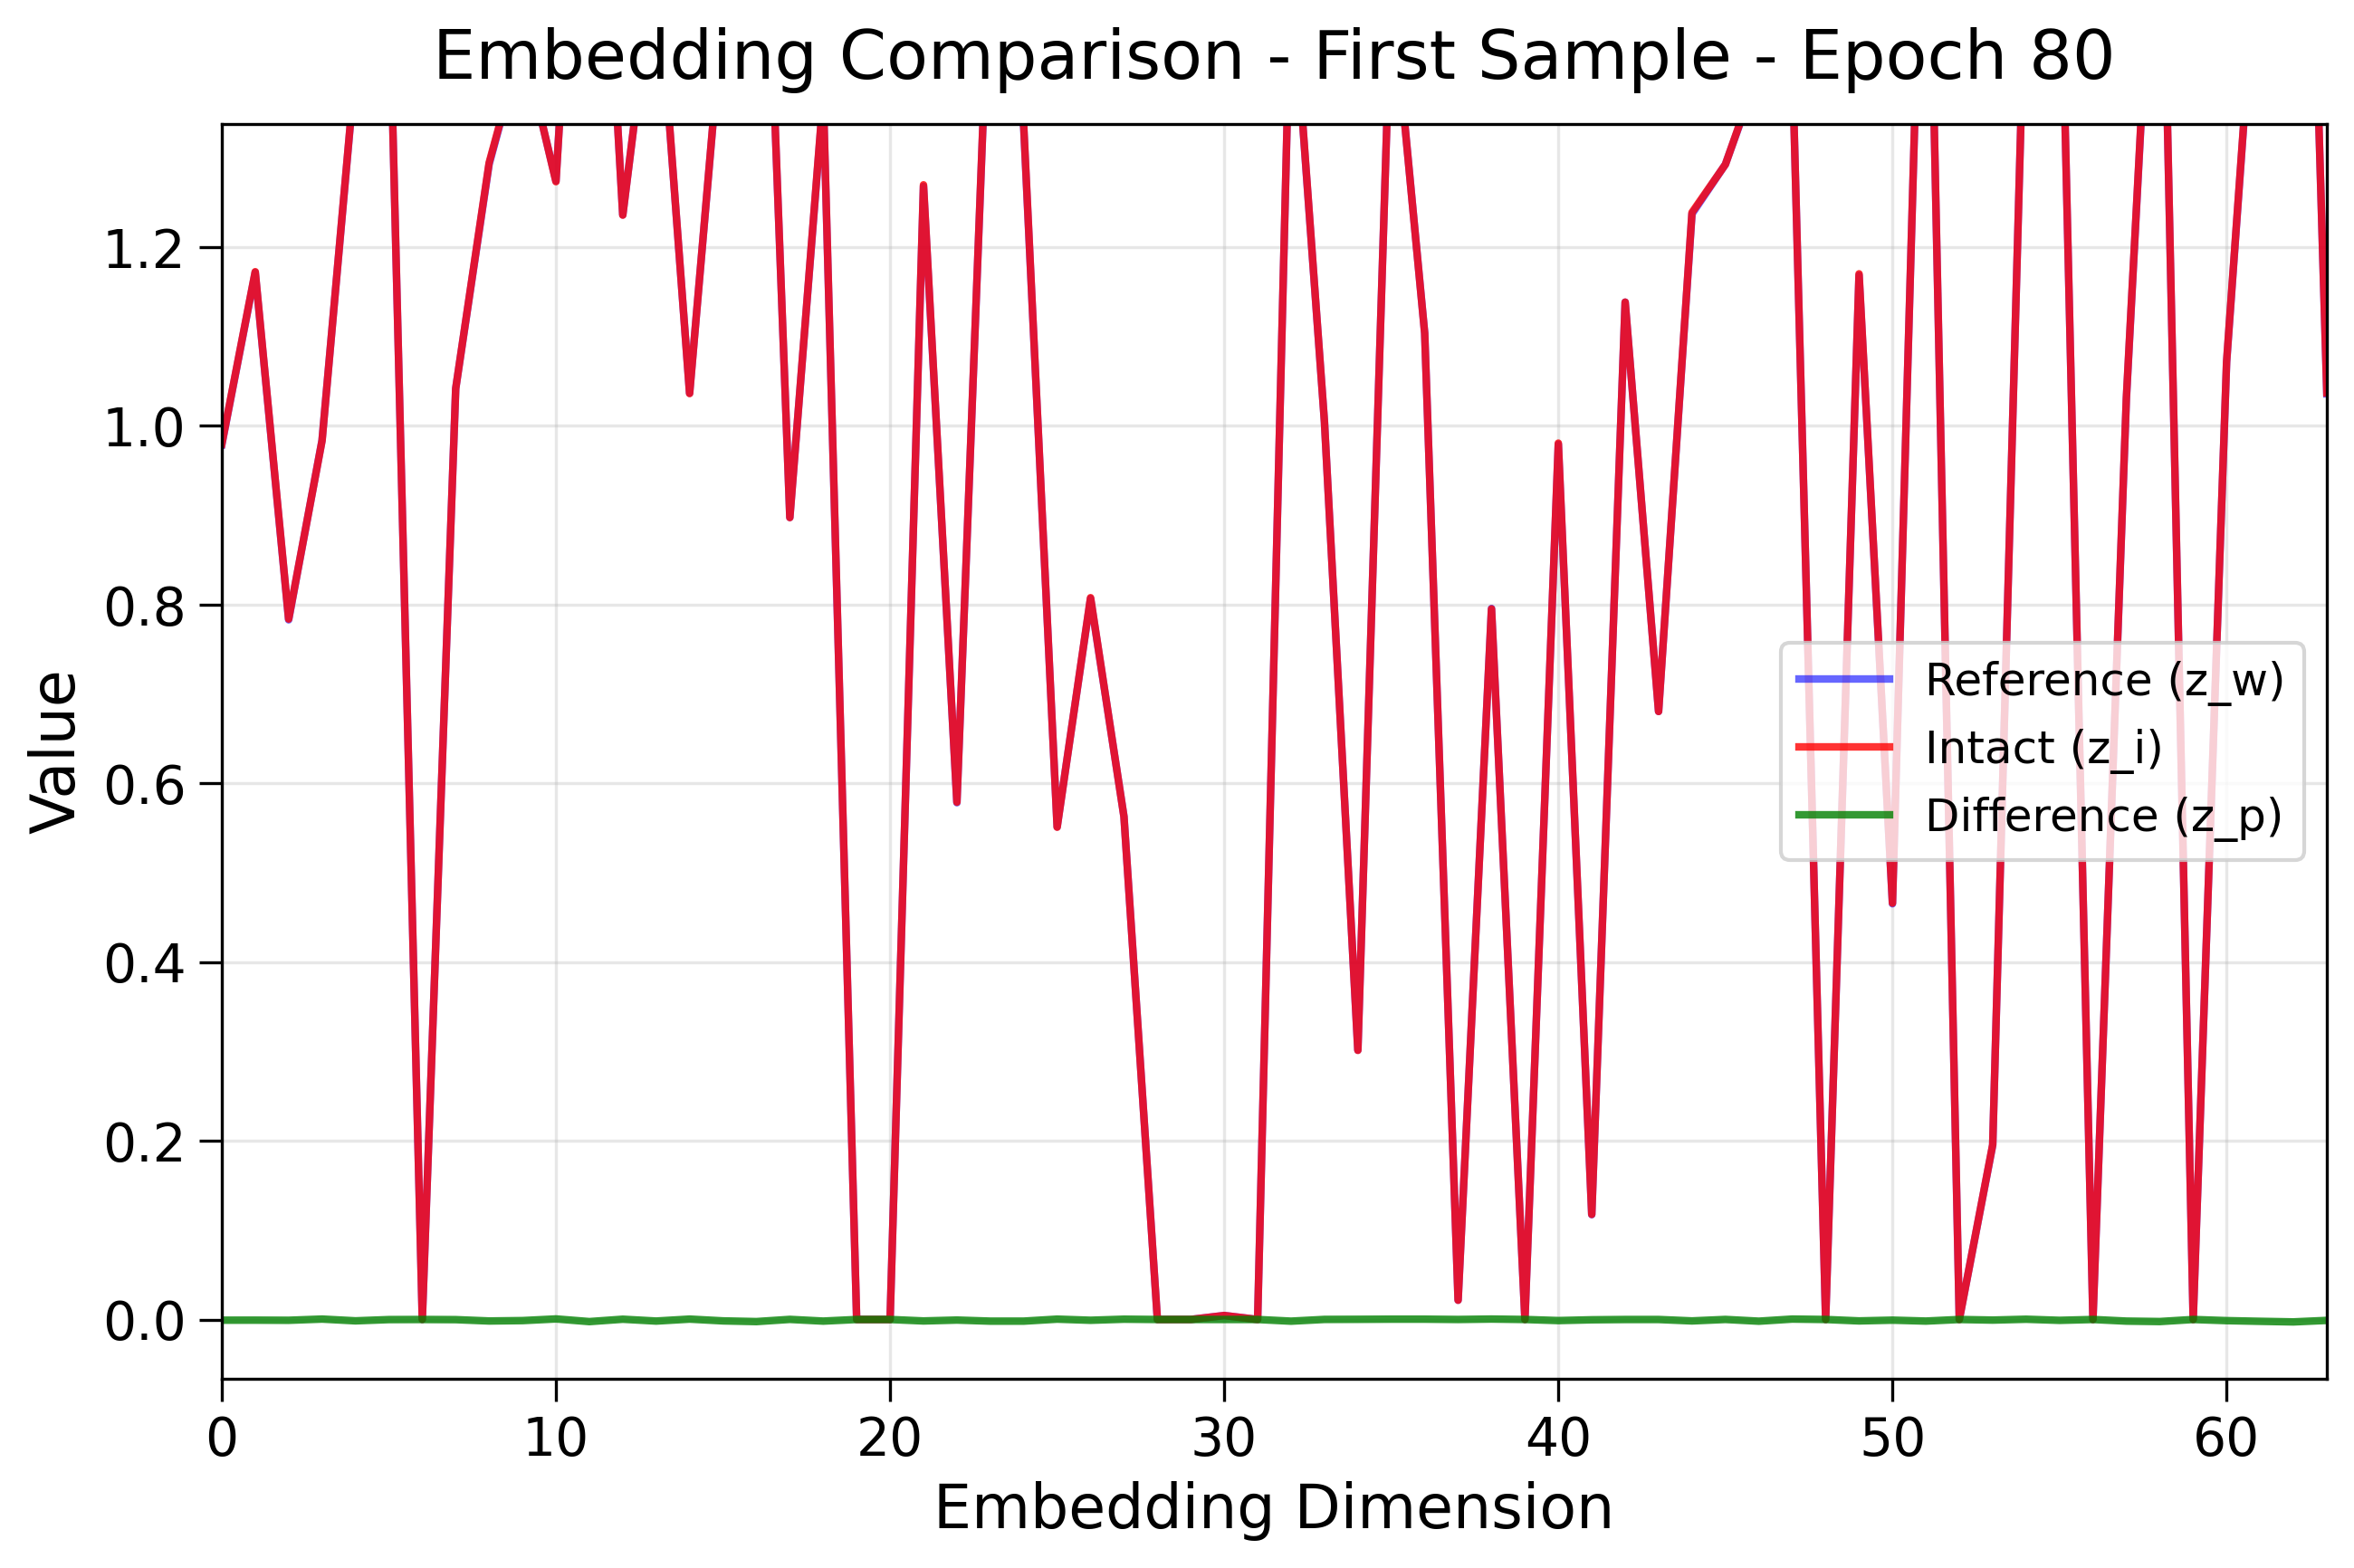 Embedding Comparison - First Sample - Epoch 80
Value
1.2
1.0
0.8
0.6
0.4
0.2
0.0
Reference (z_w)
Intact (z_i)
Difference (z_p)
0 10 20 30 40 50 60
Embedding Dimension